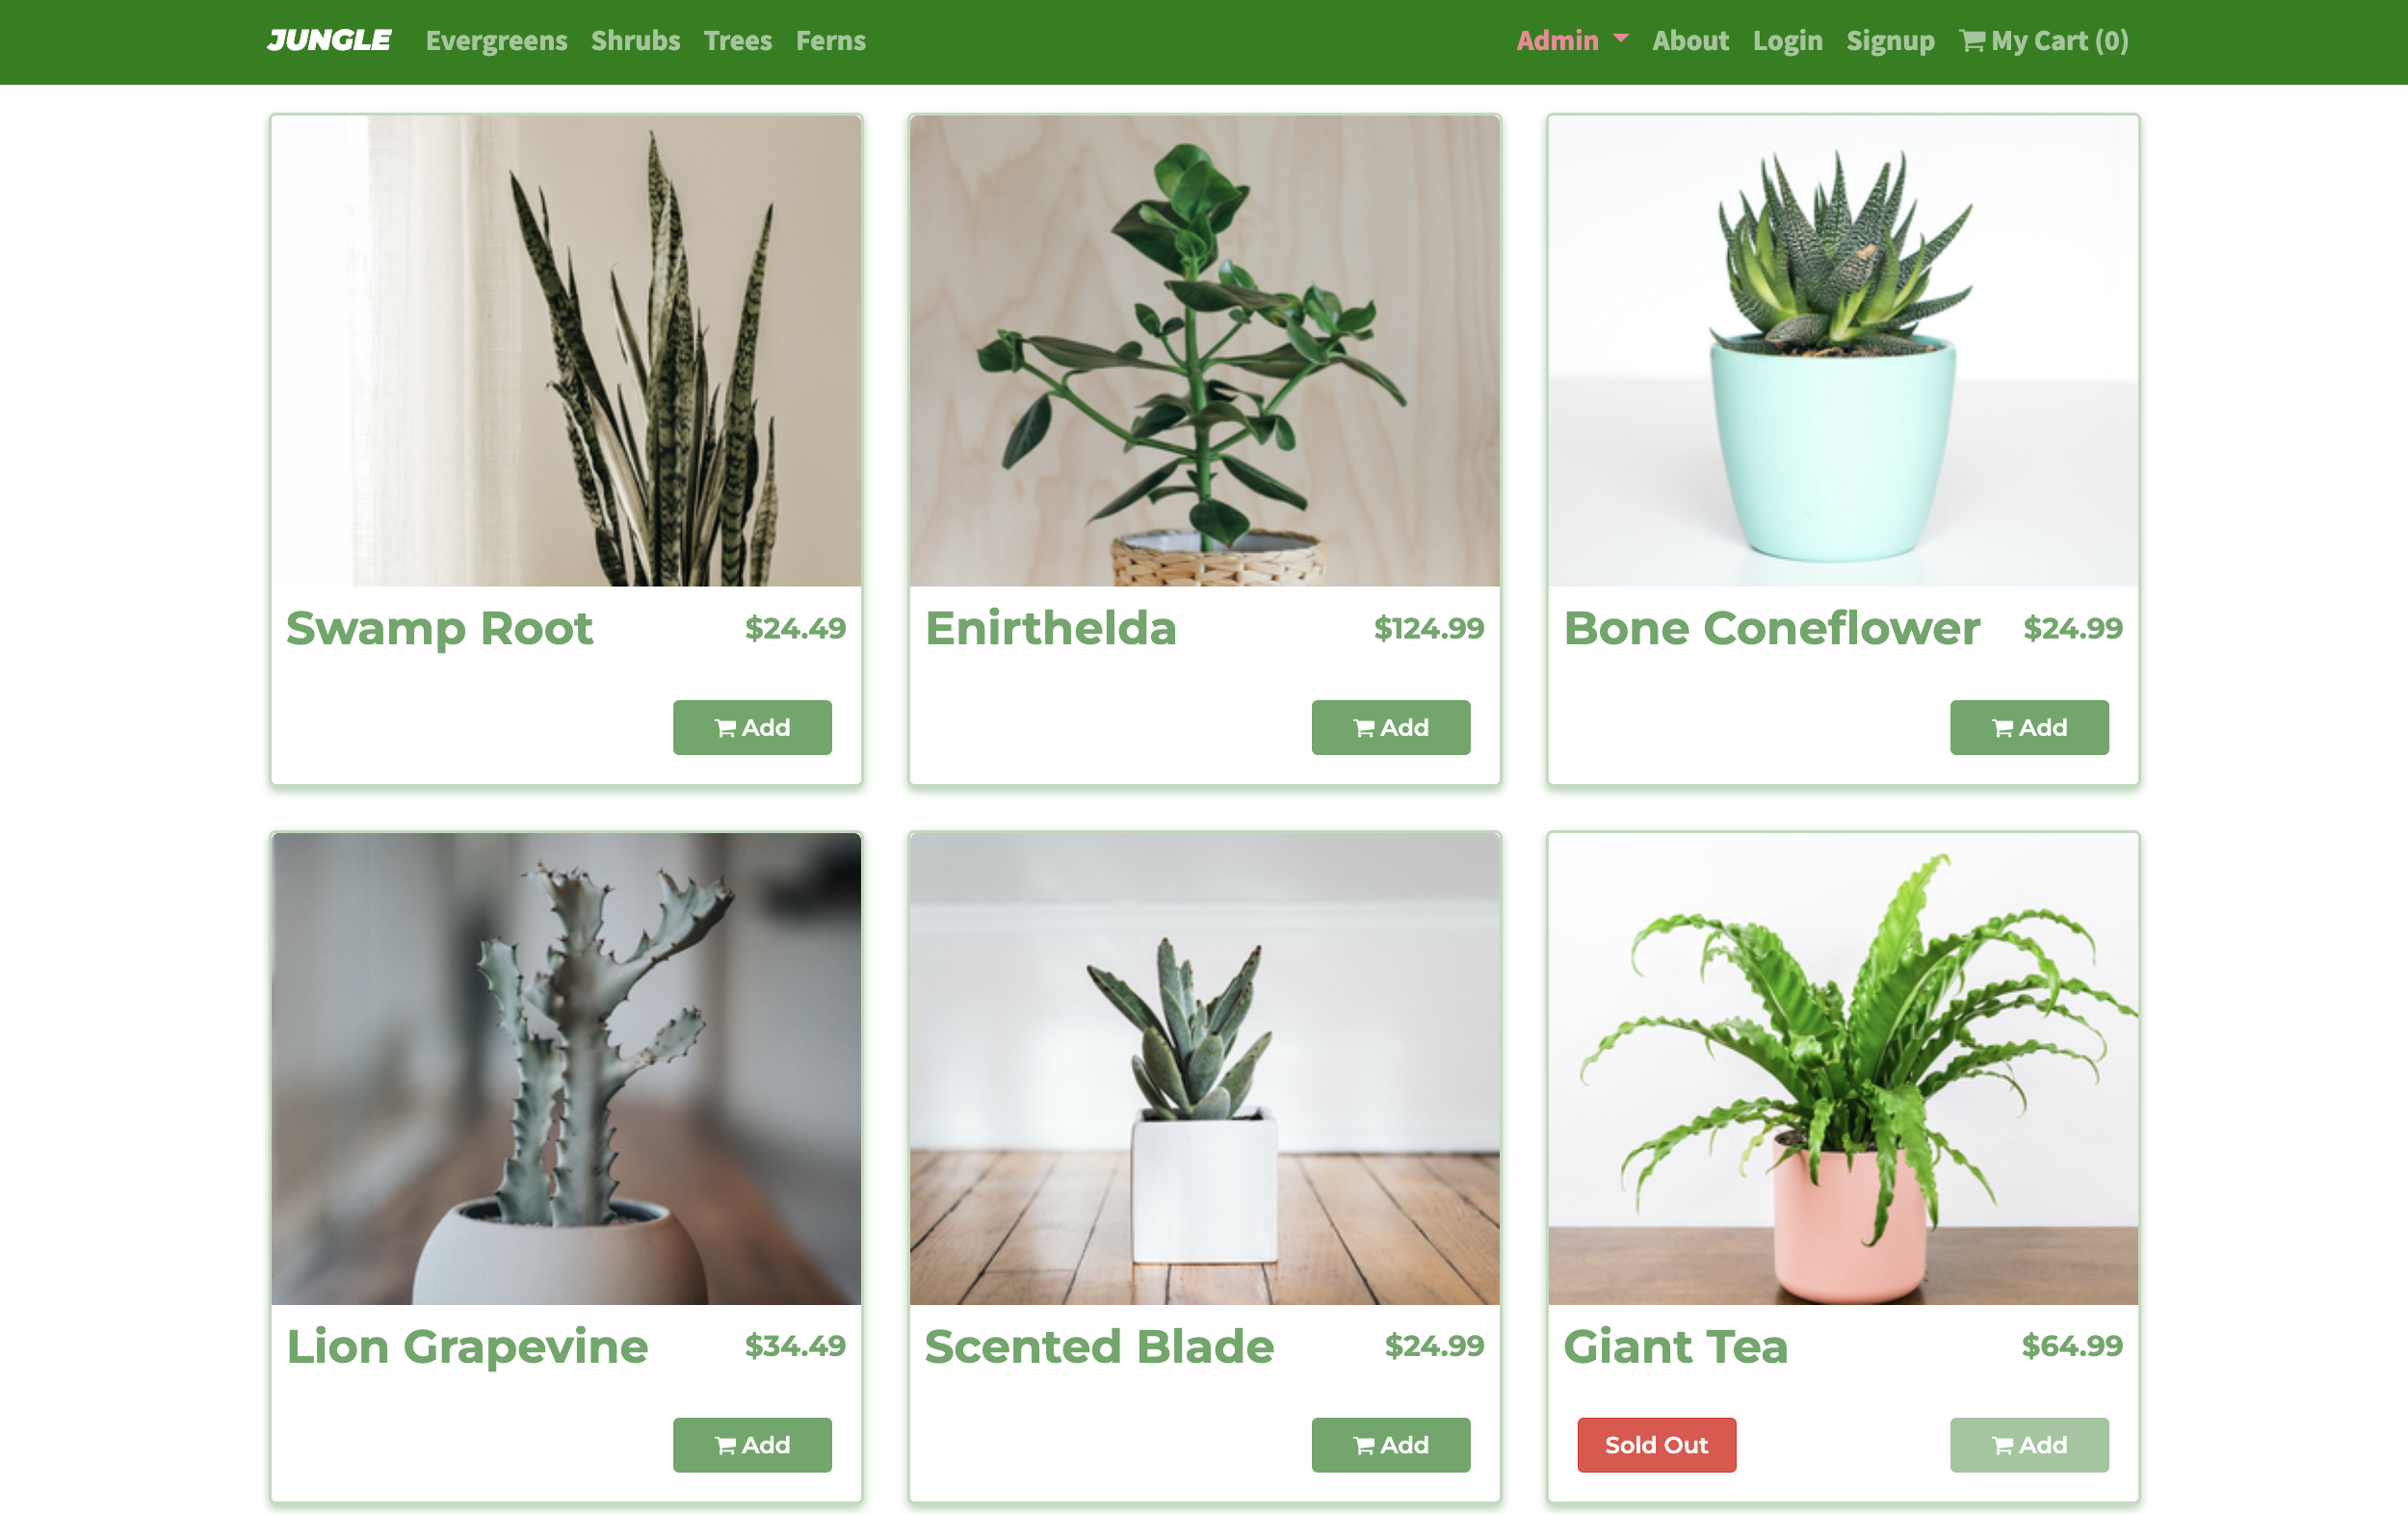 JUNGLE Evergreens Shrubs Trees Ferns Admin About Login Signup My Cart (0)
Swamp Root $24.49
Add
Enirthelda $124.99
Add
Bone Coneflower $24.99
Add
Lion Grapevine $34.49
Add
Scented Blade $24.99
Add
Giant Tea $64.99
Sold Out Add